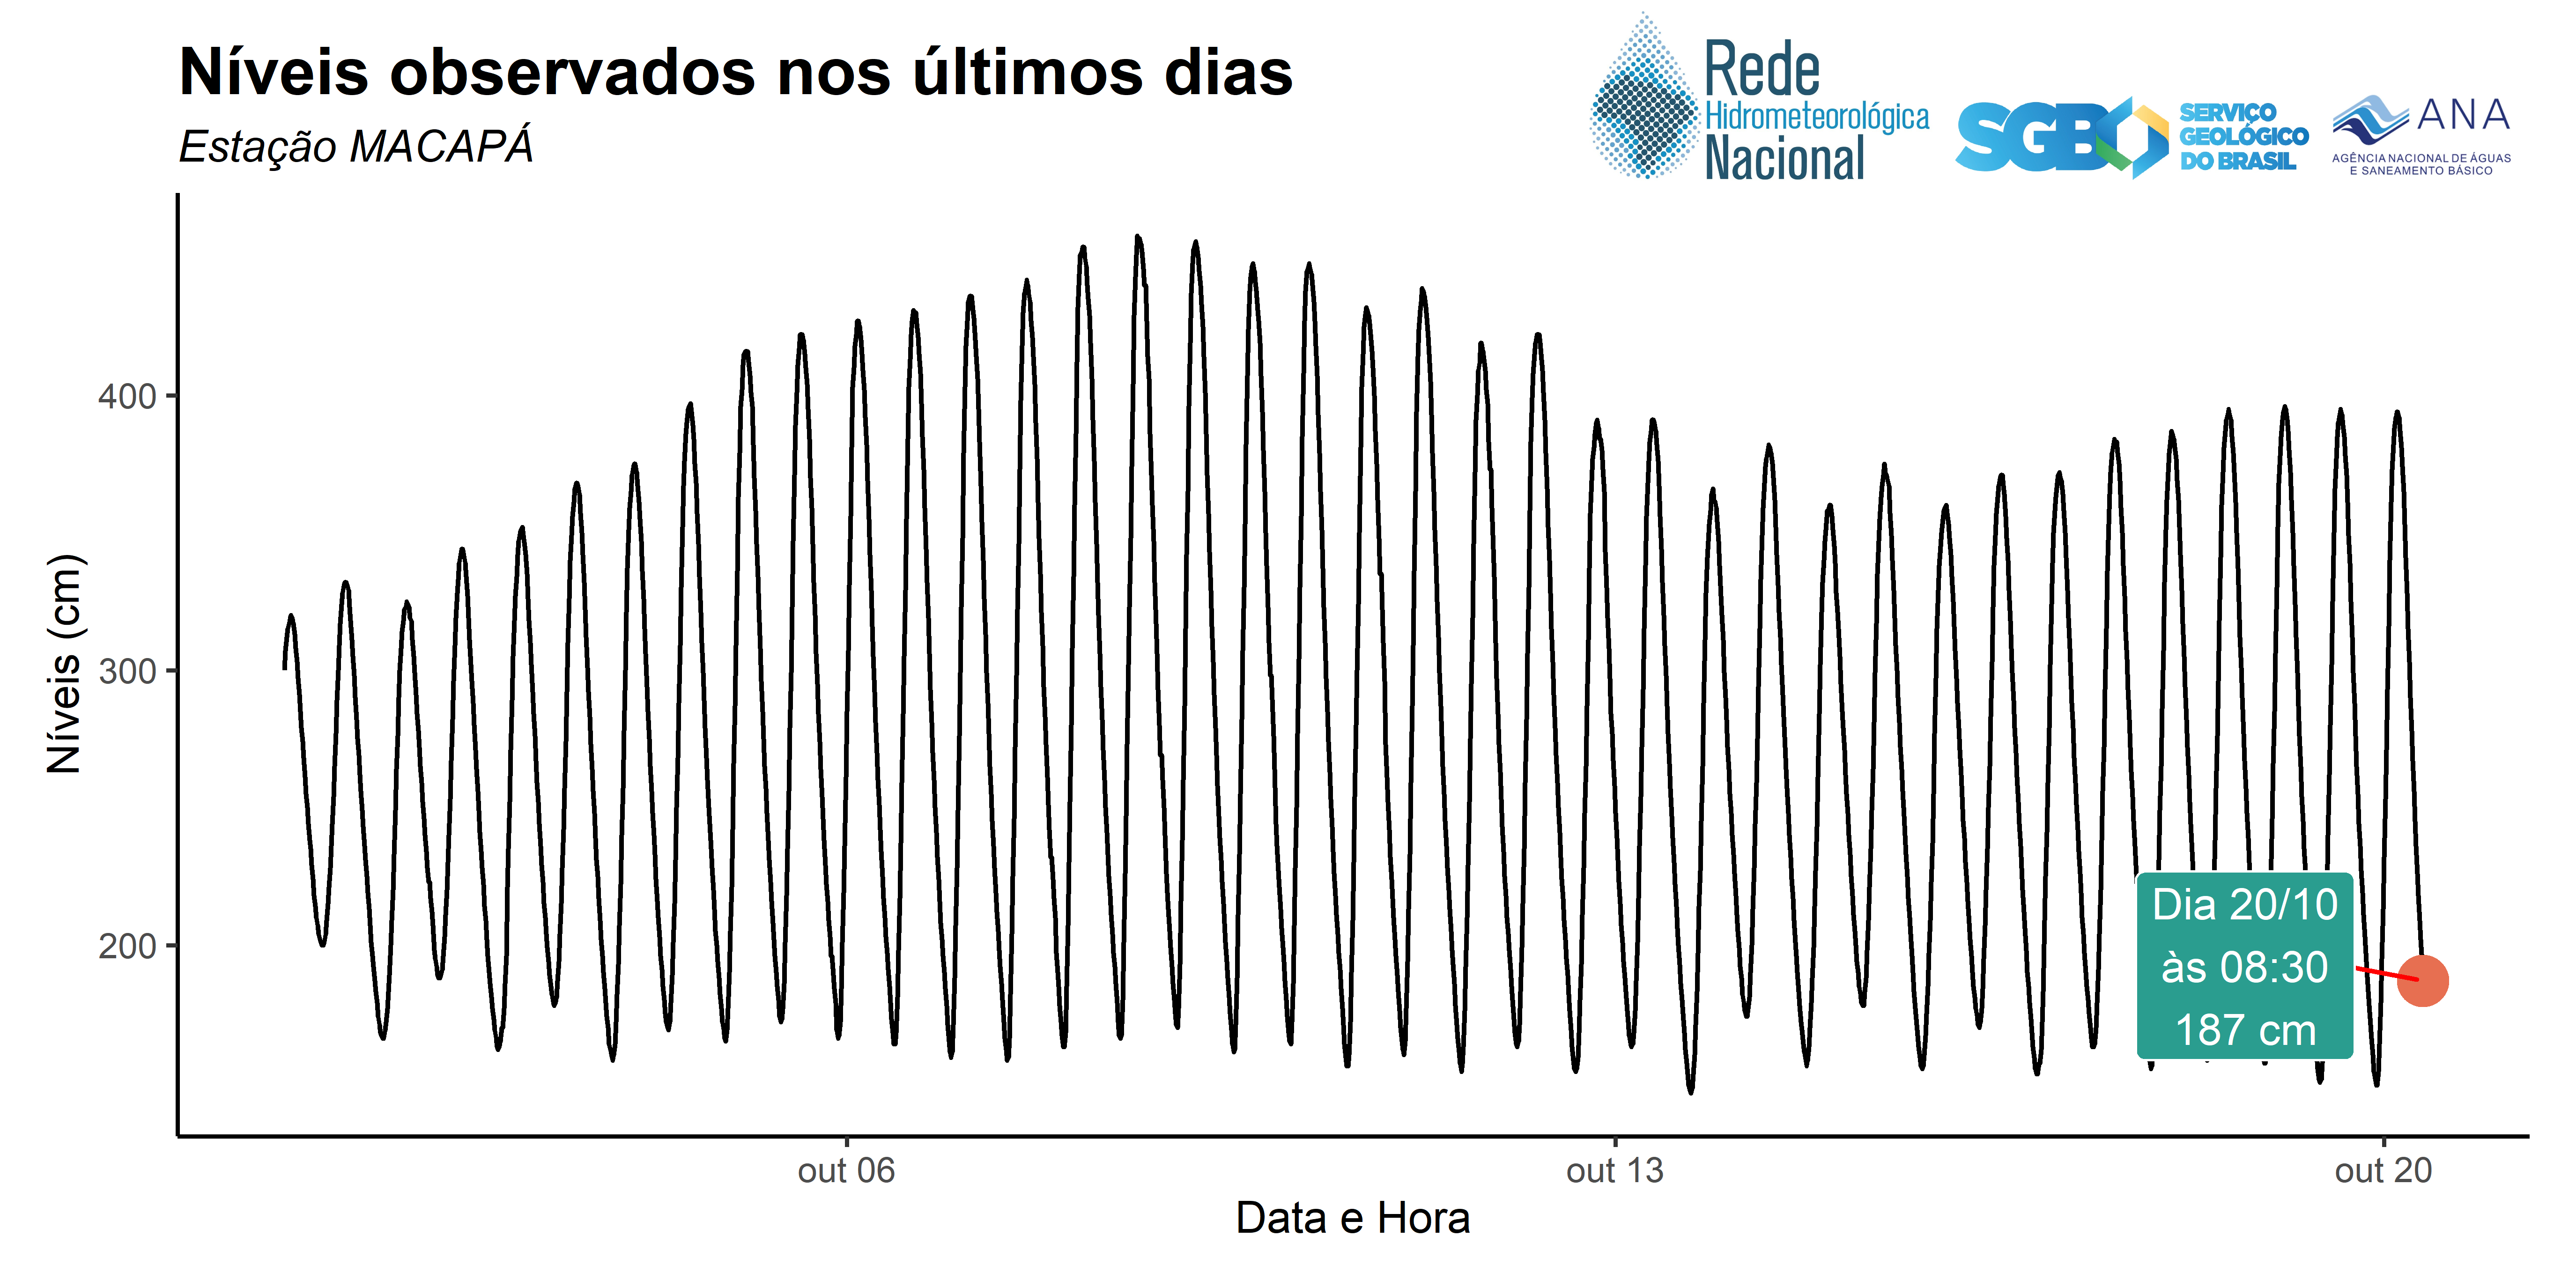 Níveis observados nos últimos dias
Estação MACAPÁ
Rede
Hidrometeorológica
Nacional
SGB
SERVIÇO
GEOLÓGICO
DO BRASIL
ANA
AGÊNCIA NACIONAL DE ÁGUAS
E SANEAMENTO BÁSICO
Níveis (cm)
400
300
200
Dia 20/10
às 08:30
187 cm
out 06
out 13
out 20
Data e Hora